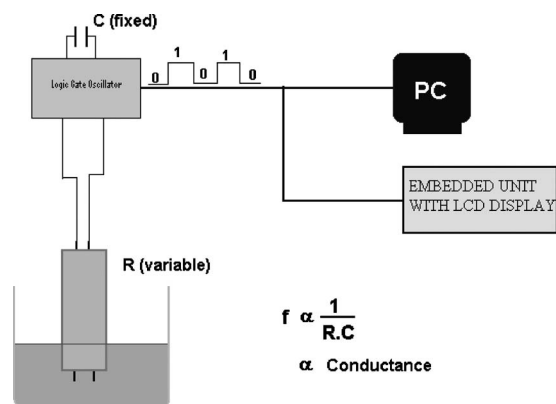 C (fixed)
Logic Gate Oscillator
0 1 0 1 0
PC
EMBEDDED UNIT
WITH LCD DISPLAY
R (variable)
f α 1
R.C
α Conductance